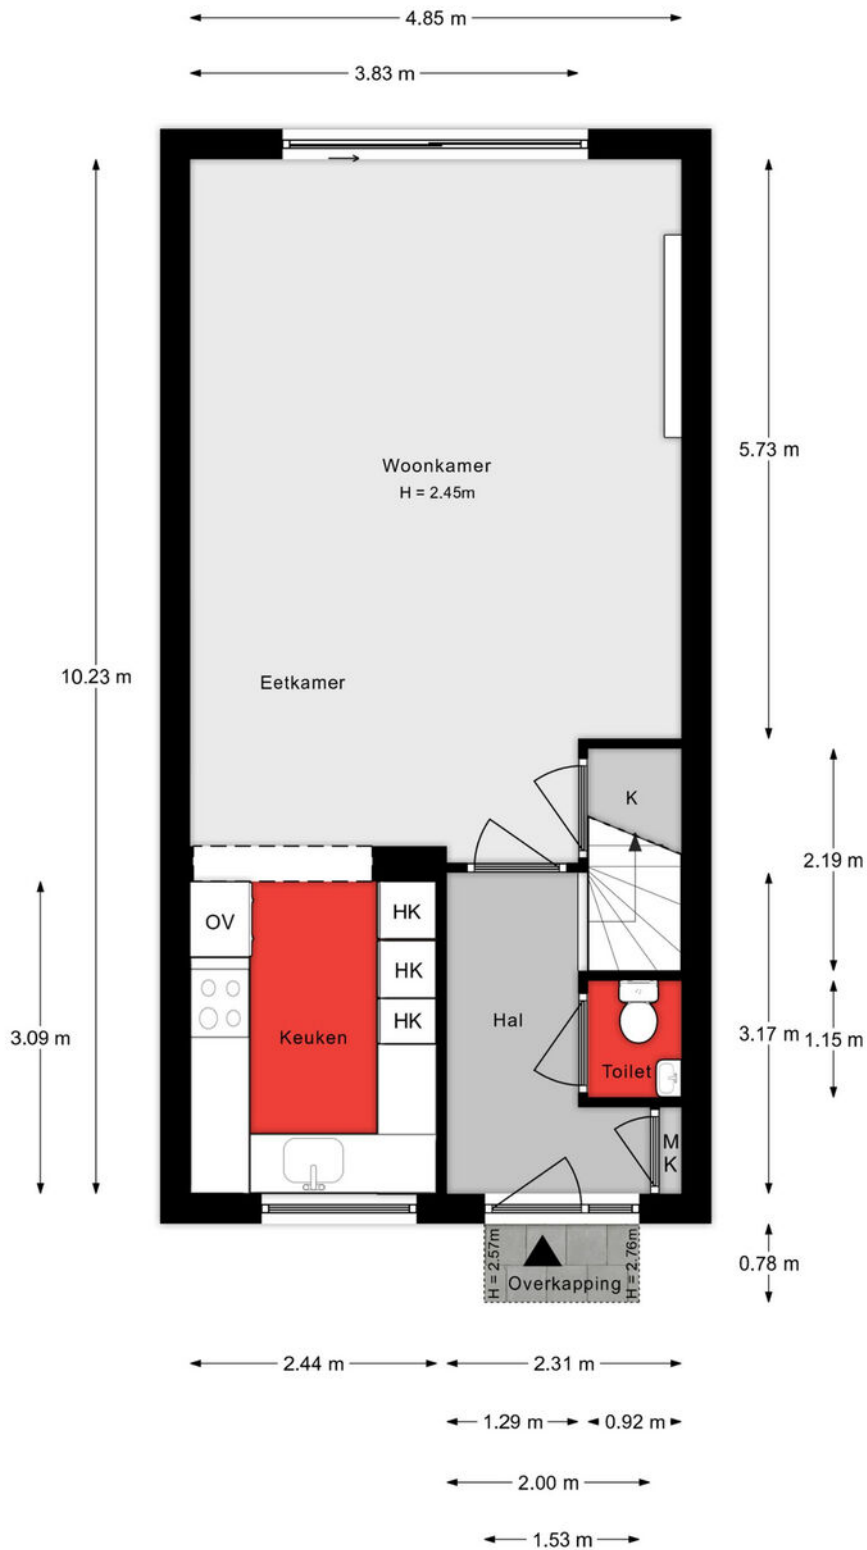 4.85 m
3.83 m
Woonkamer
H = 2.45m
5.73 m
10.23 m
Eetkamer
K
2.19 m
OV
HK
HK
HK
Keuken
Hal
3.09 m
3.17 m
1.15 m
Toilet
M
K
H = 2.57m
H = 2.76m
Overkapping
0.78 m
2.44 m
2.31 m
1.29 m
0.92 m
2.00 m
1.53 m